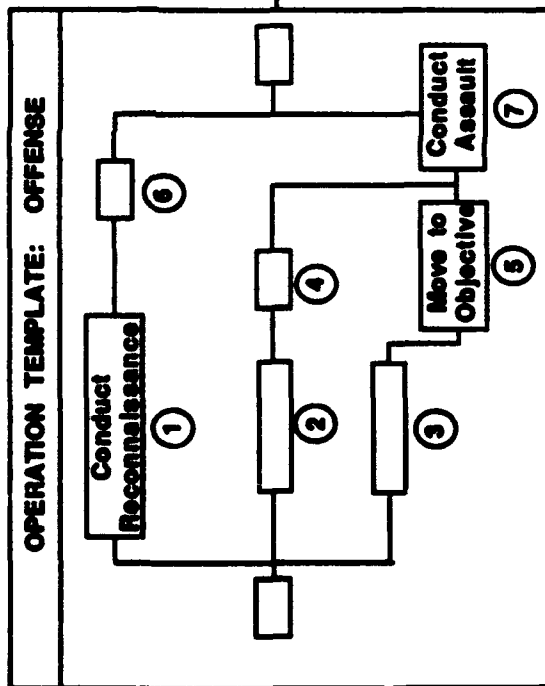 OPERATION TEMPLATE: OFFENSE
Conduct
Reconnaissance
1
6
2
4
3
Move to
Objective
5
Conduct
Assault
7